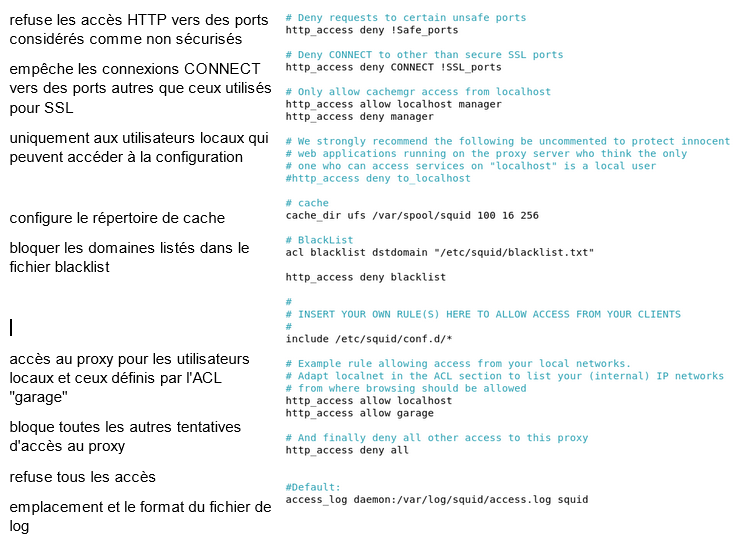 refuse les accès HTTP vers des ports
considérés comme non sécurisés
empêche les connexions CONNECT
vers des ports autres que ceux utilisés
pour SSL
uniquement aux utilisateurs locaux qui
peuvent accéder à la configuration
configure le répertoire de cache
bloquer les domaines listés dans le
fichier blacklist
accès au proxy pour les utilisateurs
locaux et ceux définis par l'ACL
"garage"
bloque toutes les autres tentatives
d'accès au proxy
refuse tous les accès
emplacement et le format du fichier de
log
# Deny requests to certain unsafe ports
http_access deny !Safe_ports
# Deny CONNECT to other than secure SSL ports
http_access deny CONNECT !SSL_ports
# Only allow cachemgr access from localhost
http_access allow localhost manager
http_access deny manager
# We strongly recommend the following be uncommented to protect innocent
# web applications running on the proxy server who think the only
# one who can access services on "localhost" is a local user
#http_access deny to_localhost
# cache
cache_dir ufs /var/spool/squid 100 16 256
# BlackList
acl blacklist dstdomain "/etc/squid/blacklist.txt"
http_access deny blacklist
#
# INSERT YOUR OWN RULE(S) HERE TO ALLOW ACCESS FROM YOUR CLIENTS
#
include /etc/squid/conf.d/*
# Example rule allowing access from your local networks.
# Adapt localnet in the ACL section to list your (internal) IP networks
# from where browsing should be allowed
http_access allow localhost
http_access allow garage
# And finally deny all other access to this proxy
http_access deny all
#Default:
access_log daemon:/var/log/squid/access.log squid